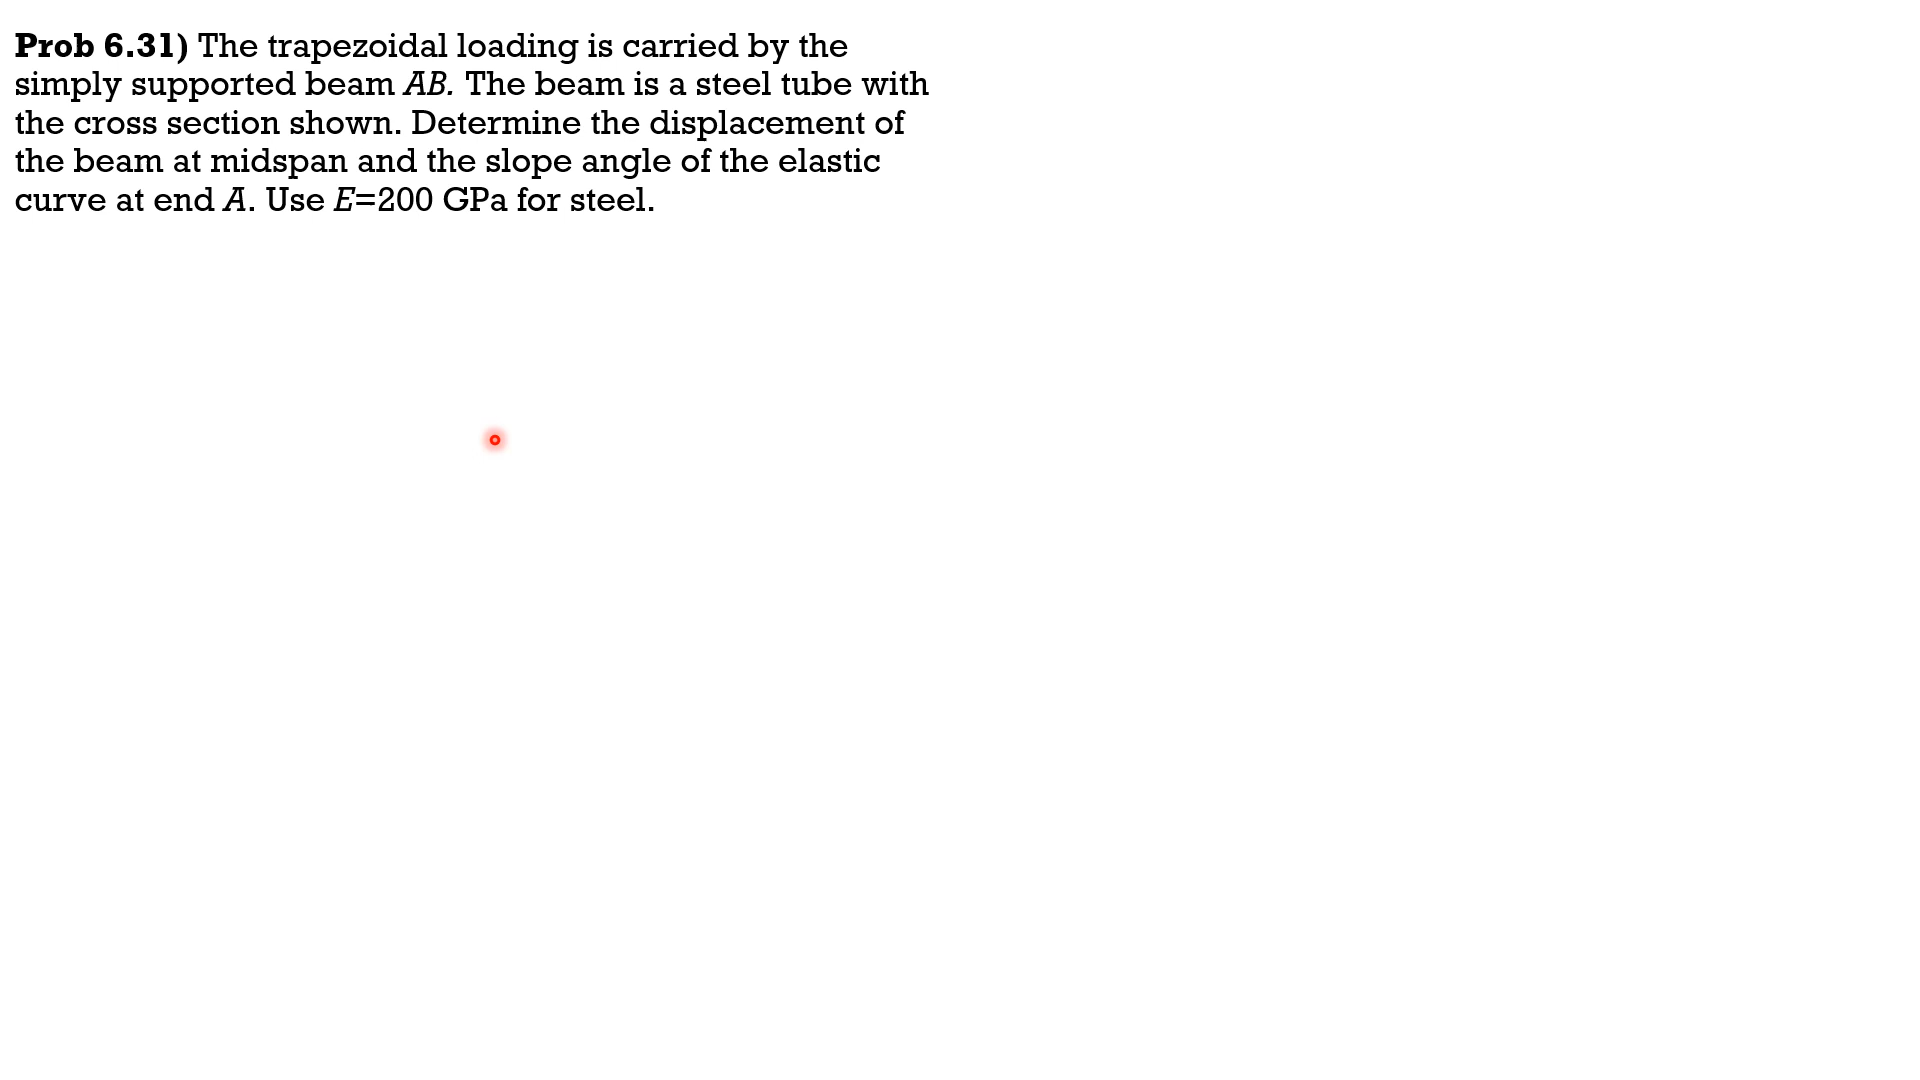 Prob 6.31) The trapezoidal loading is carried by the
simply supported beam AB. The beam is a steel tube with
the cross section shown. Determine the displacement of
the beam at midspan and the slope angle of the elastic
curve at end A. Use E=200 GPa for steel.